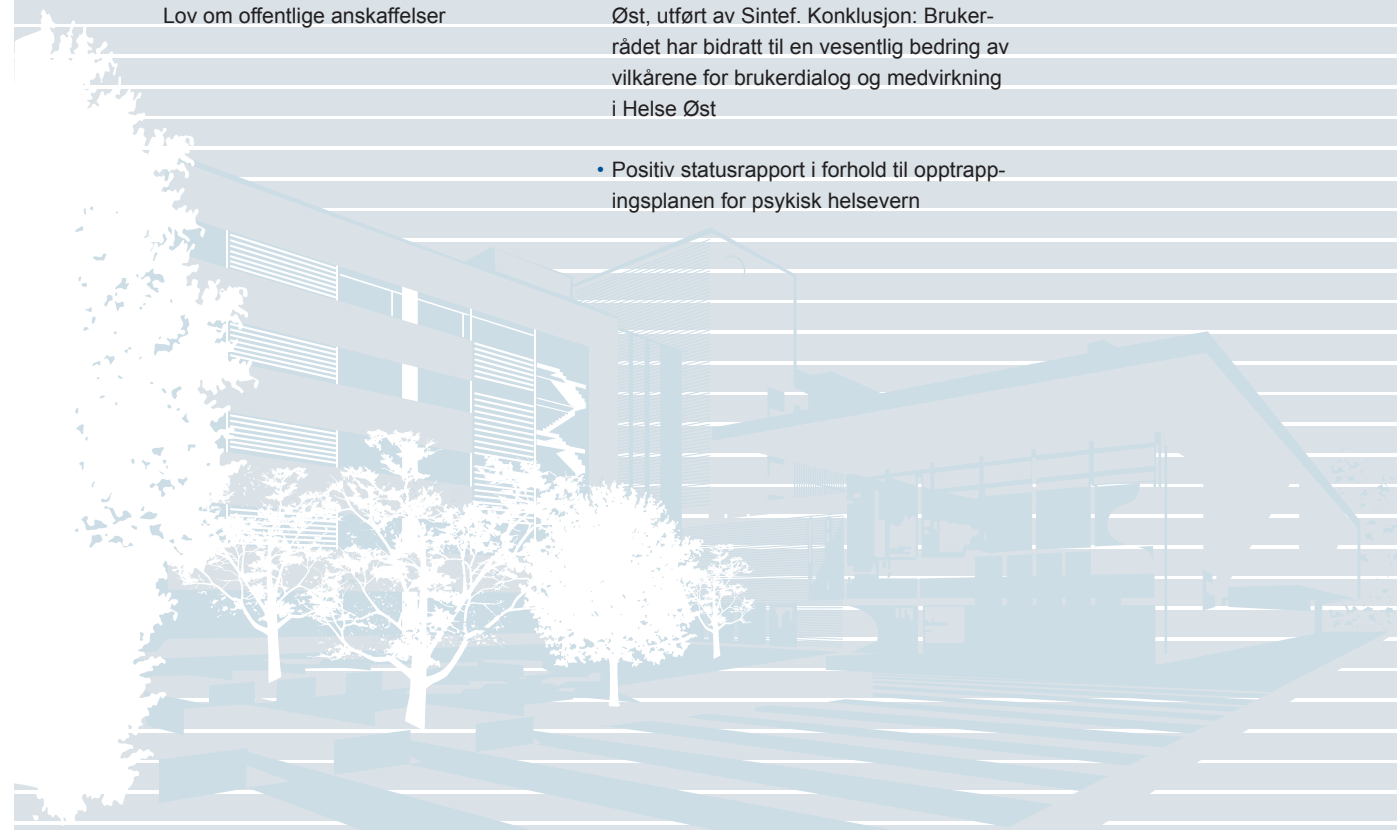 Lov om offentlige anskaffelser
Øst, utført av Sintef. Konklusjon: Bruker-
rådet har bidratt til en vesentlig bedring av
vilkårene for brukerdialog og medvirkning
i Helse Øst
• Positiv statusrapport i forhold til opptrapp-
ingsplanen for psykisk helsevern